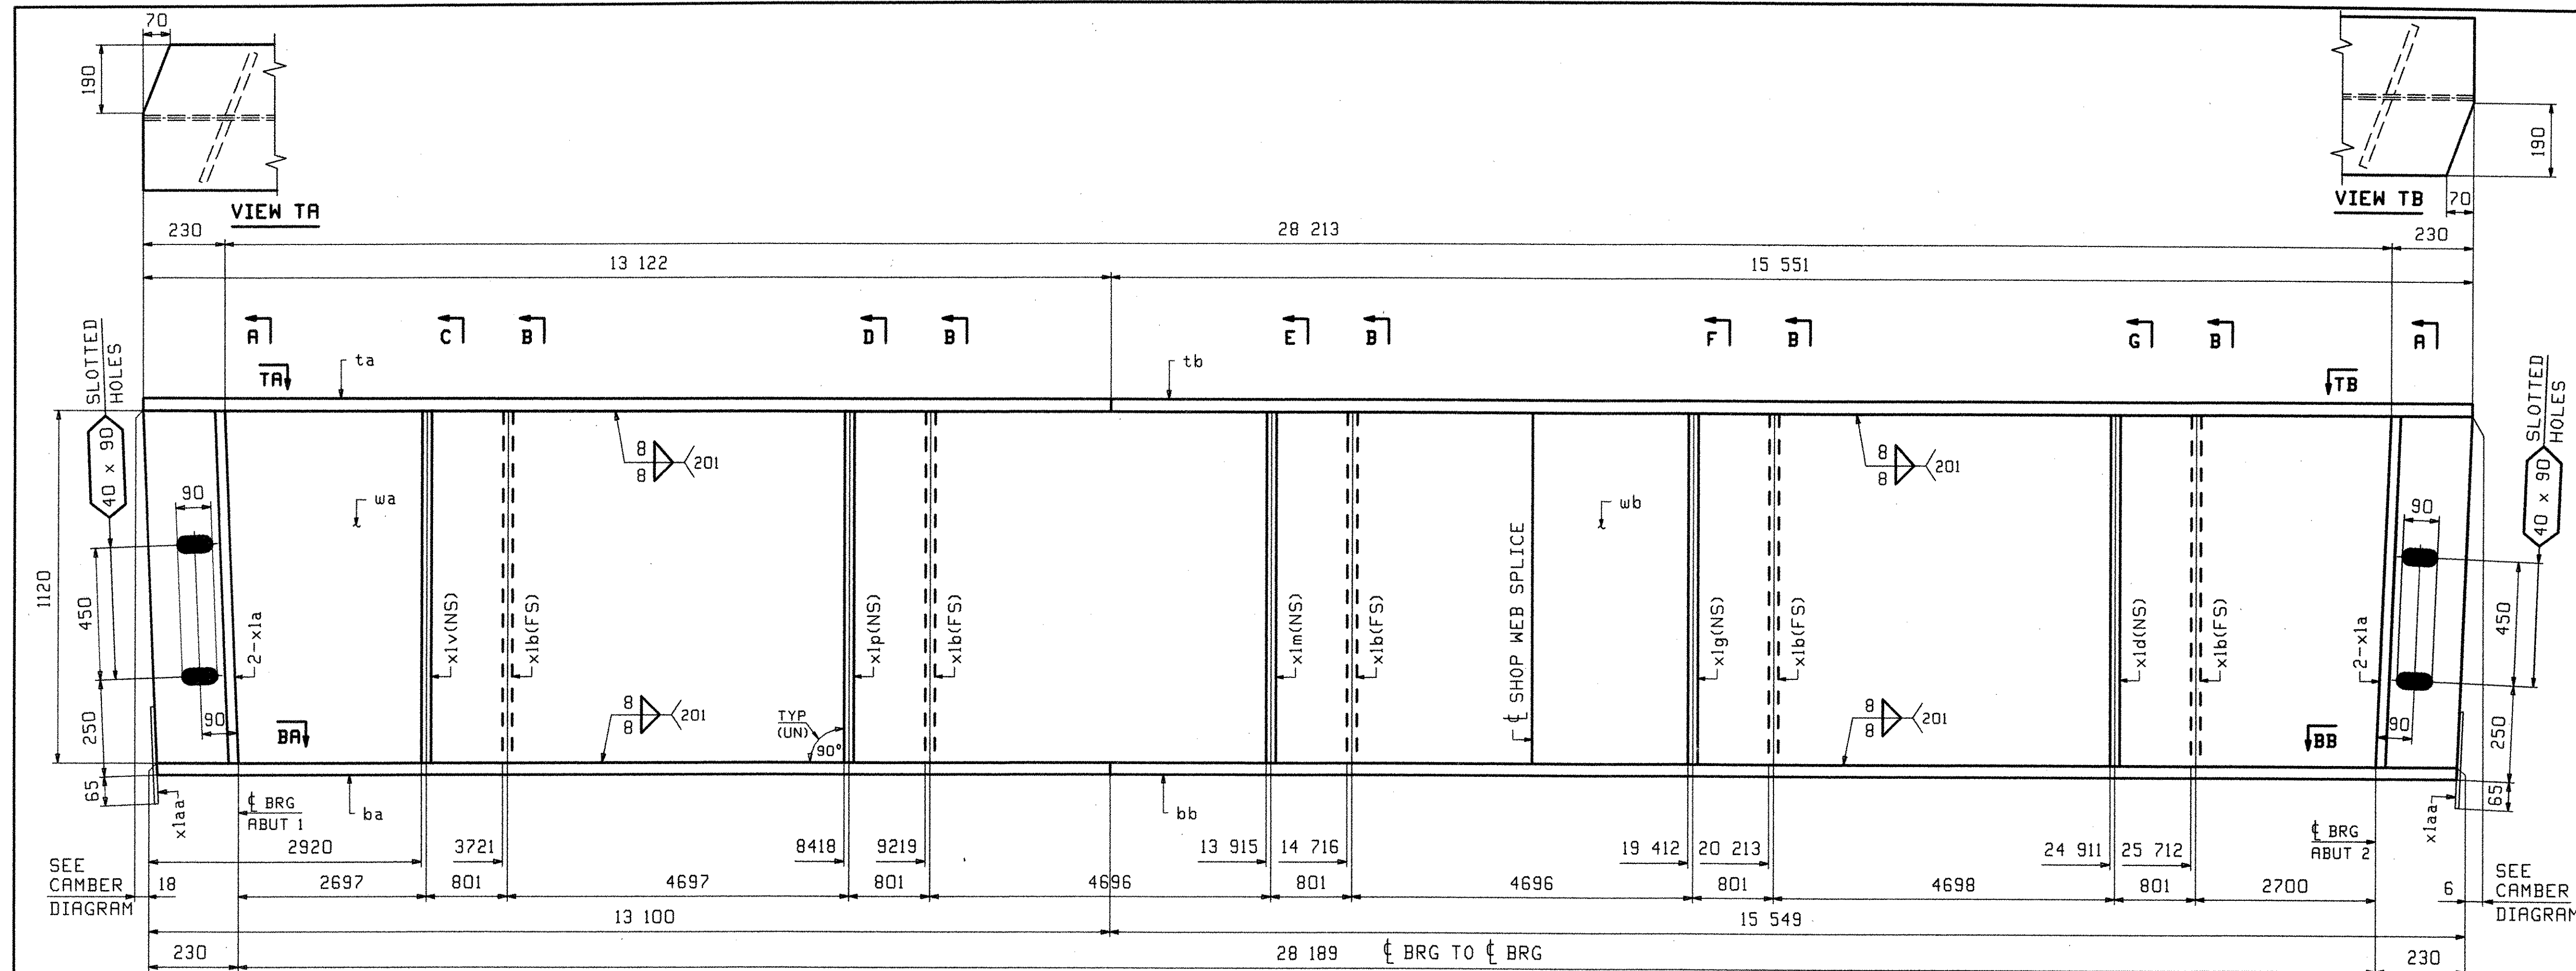 70
190
VIEW TA
190
70
VIEW TB
230
28 213
230
13 122
15 551
A
C
B
D
B
E
B
F
B
G
B
A
TA
ta
tb
TB
SLOTTED
HOLES
40 x 90
SLOTTED
HOLES
40 x 90
8
8
201
8
8
201
90
wa
wb
90
1120
450
250
65
90
450
250
65
90
2-x1a
x1v(NS)
x1b(FS)
x1p(NS)
x1b(FS)
x1m(NS)
x1b(FS)
℄ SHOP WEB SPLICE
x1g(NS)
x1b(FS)
x1d(NS)
x1b(FS)
2-x1a
BA
8
8
201
TYP
(UN)
90°
8
8
201
BB
x1aa
℄ BRG
ABUT 1
ba
bb
℄ BRG
ABUT 2
x1aa
2920
3721
8418
9219
13 915
14 716
19 412
20 213
24 911
25 712
SEE
CAMBER
DIAGRAM
18
2697
801
4697
801
4696
801
4696
801
4698
801
2700
6
SEE
CAMBER
DIAGRAM
13 100
15 549
230
28 189 ℄ BRG TO ℄ BRG
230